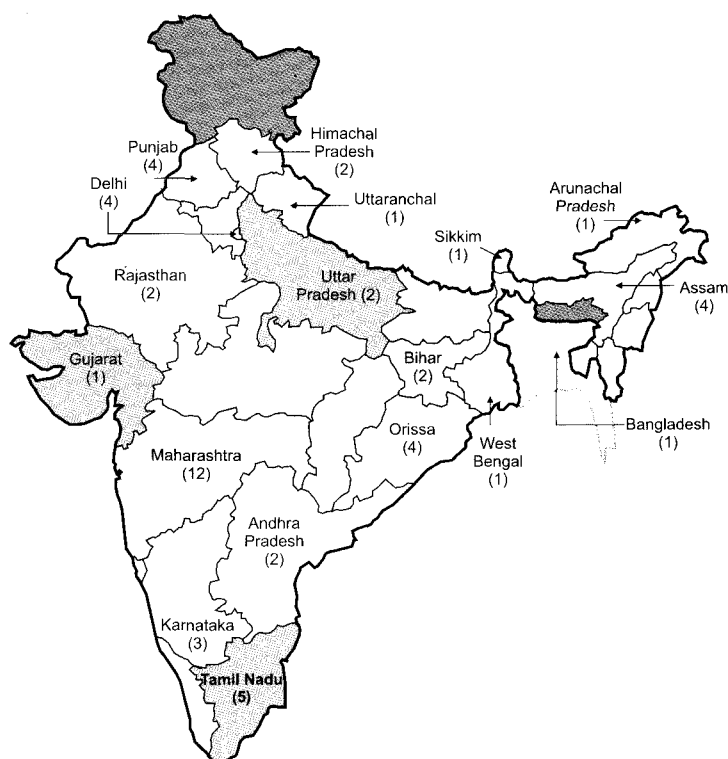 Punjab
(4)
Himachal
Pradesh
(2)
Delhi
(4)
Uttaranchal
(1)
Arunachal
Pradesh
(1)
Sikkim
(1)
Rajasthan
(2)
Uttar
Pradesh (2)
Assam
(4)
Gujarat
(1)
Bihar
(2)
Bangladesh
(1)
Orissa
(4)
West
Bengal
(1)
Maharashtra
(12)
Andhra
Pradesh
(2)
Karnataka
(3)
Tamil Nadu
(5)